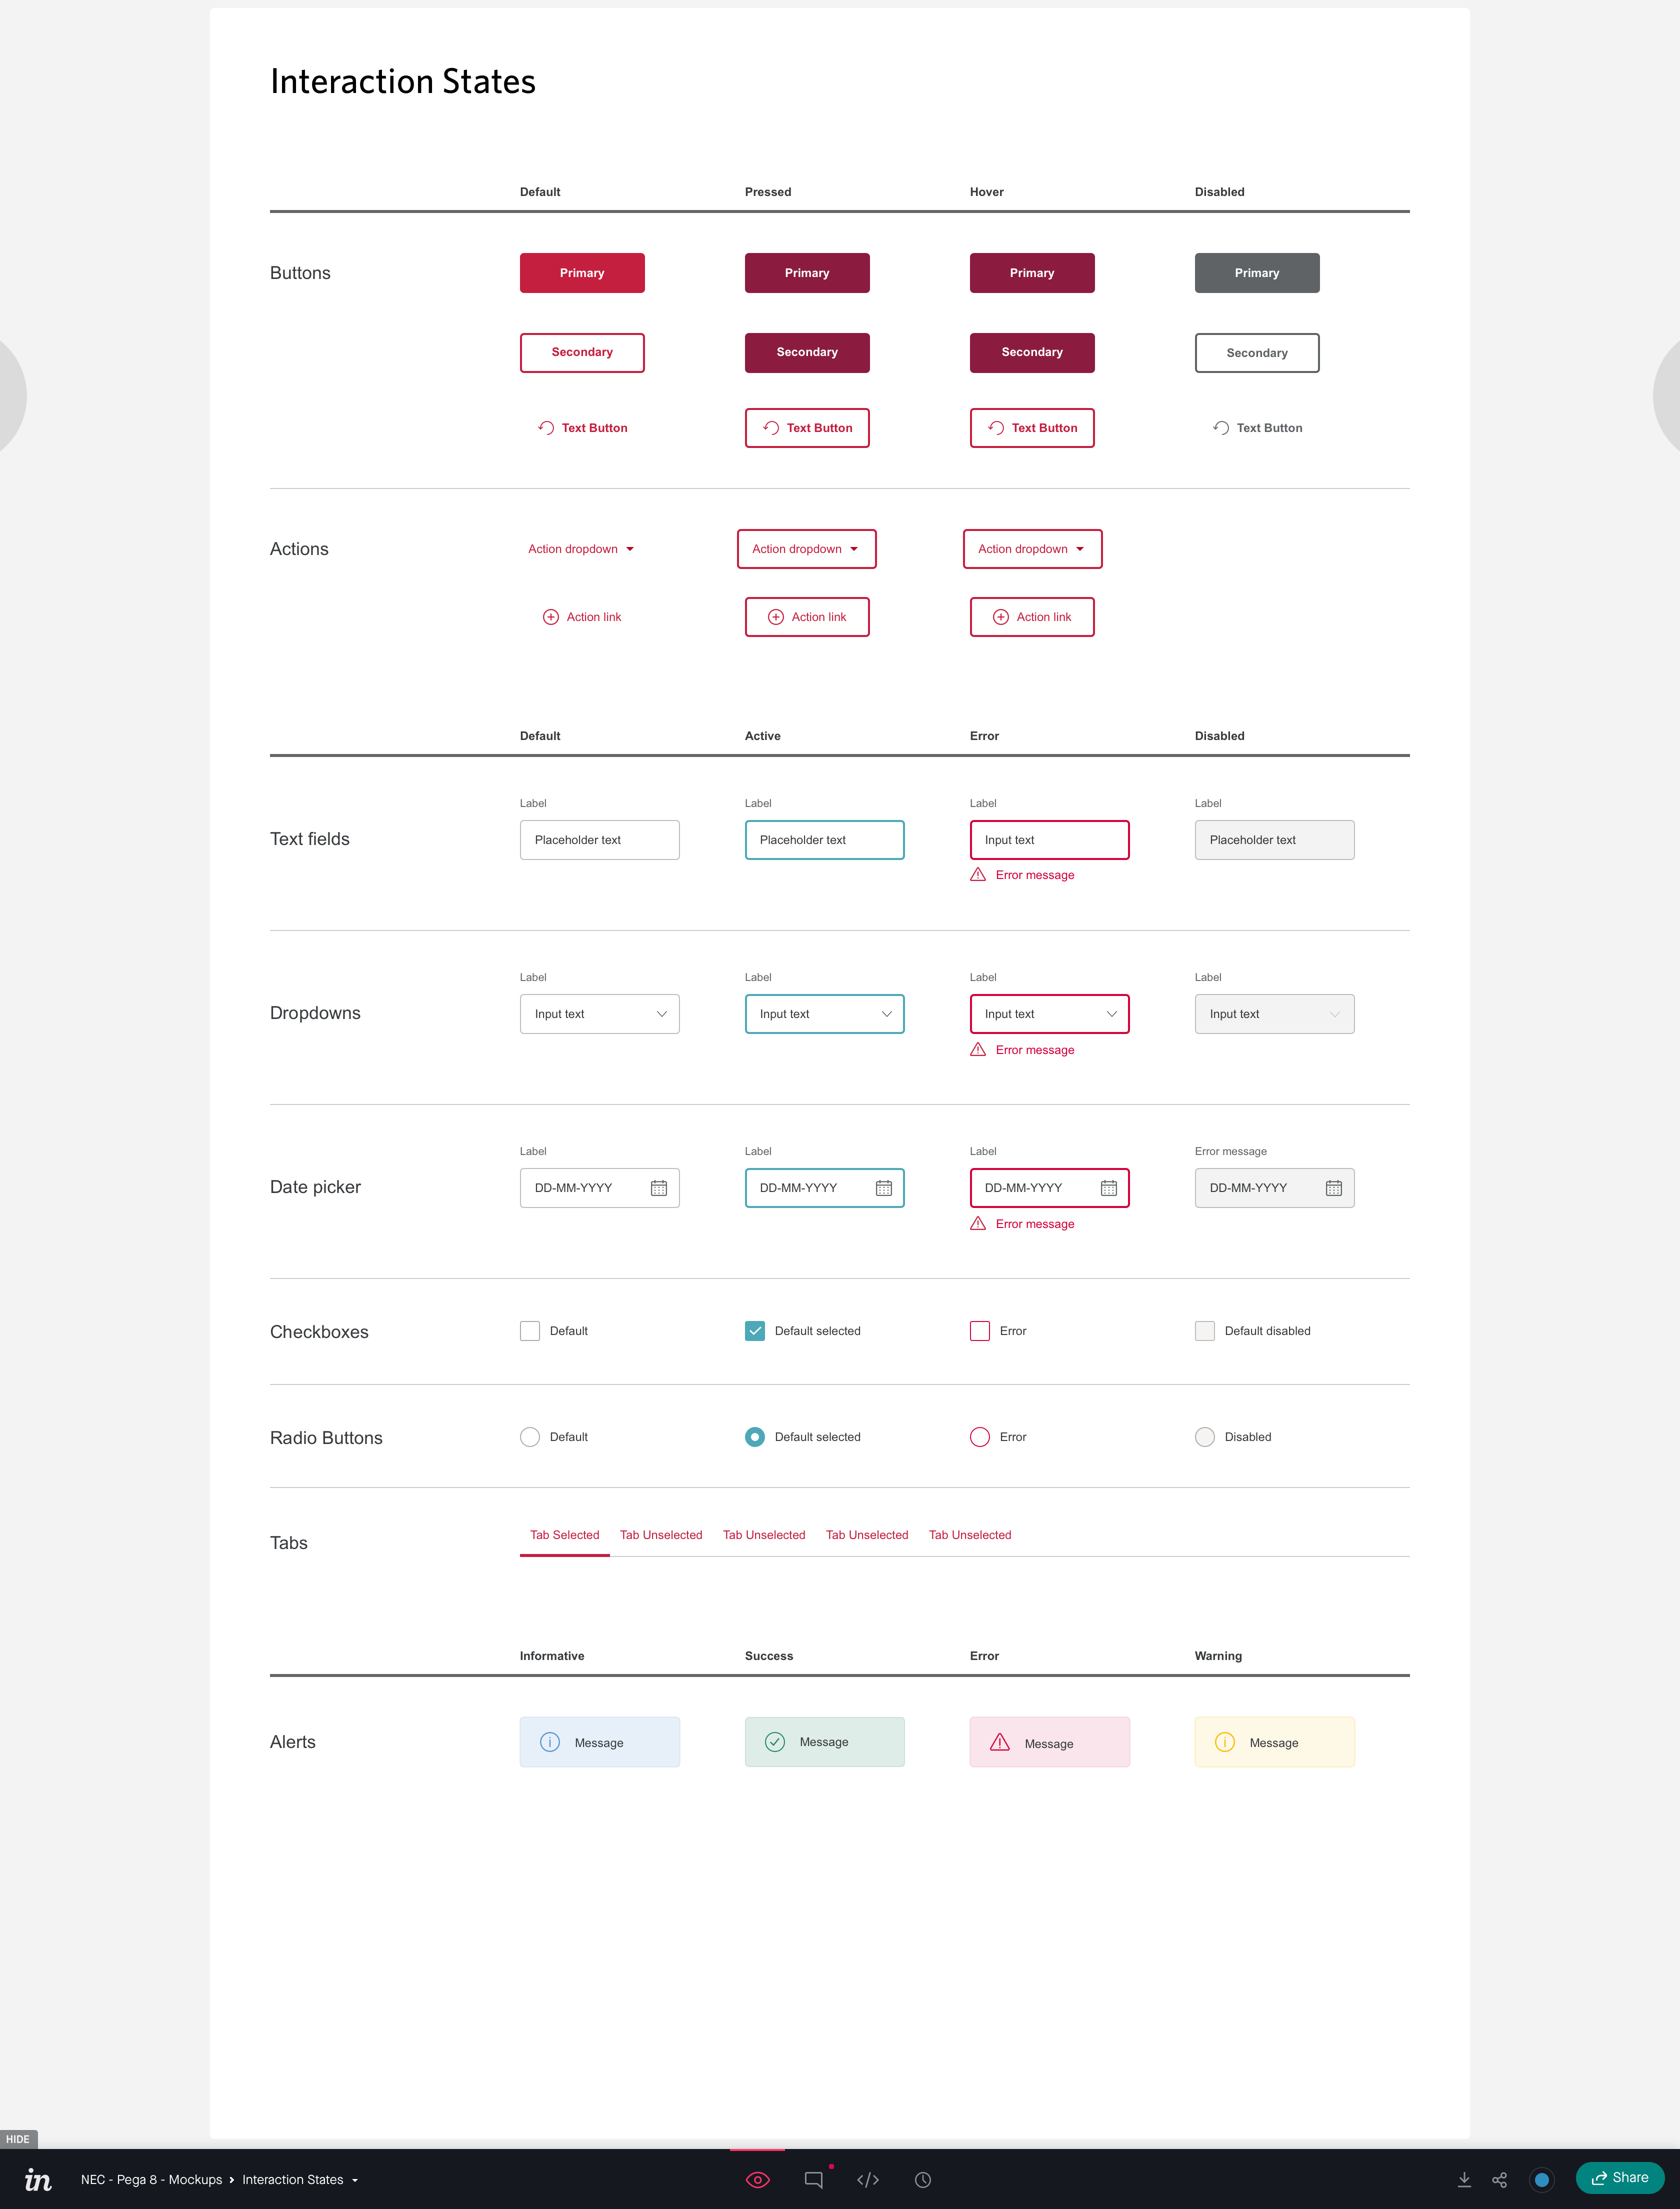 Interaction States
Default Pressed Hover Disabled
Buttons Primary Primary Primary Primary
Secondary Secondary Secondary Secondary
Text Button Text Button Text Button Text Button
Actions Action dropdown Action dropdown Action dropdown
Action link Action link Action link
Default Active Error Disabled
Label Label Label Label
Text fields Placeholder text Placeholder text Input text Placeholder text
Error message
Label Label Label Label
Dropdowns Input text Input text Input text Input text
Error message
Label Label Label Error message
Date picker DD-MM-YYYY DD-MM-YYYY DD-MM-YYYY DD-MM-YYYY
Error message
Checkboxes Default Default selected Error Default disabled
Radio Buttons Default Default selected Error Disabled
Tabs Tab Selected Tab Unselected Tab Unselected Tab Unselected Tab Unselected
Informative Success Error Warning
Alerts Message Message Message Message
HIDE
in NEC - Pega 8 - Mockups > Interaction States Share